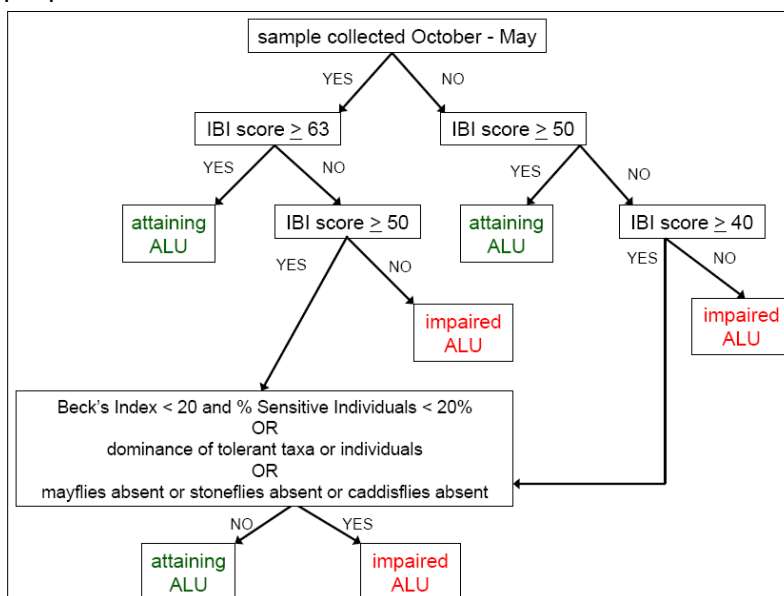 sample collected October - May
YES
NO
IBI score ≥ 63
IBI score ≥ 50
YES
NO
YES
NO
attaining
ALU
IBI score ≥ 50
attaining
ALU
IBI score ≥ 40
YES
NO
YES
NO
impaired
ALU
impaired
ALU
Beck's Index < 20 and % Sensitive Individuals < 20%
OR
dominance of tolerant taxa or individuals
OR
mayflies absent or stoneflies absent or caddisflies absent
NO
YES
attaining
ALU
impaired
ALU